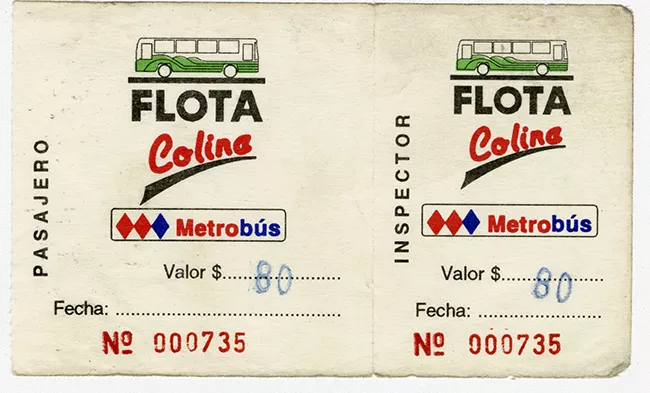 PASAJERO
FLOTA
Colina
Metrobús
Valor $..........80..........
Fecha: ..................................................
Nº 000735
INSPECTOR
FLOTA
Colina
Metrobús
Valor $..........80..........
Fecha: ..................................
Nº 000735